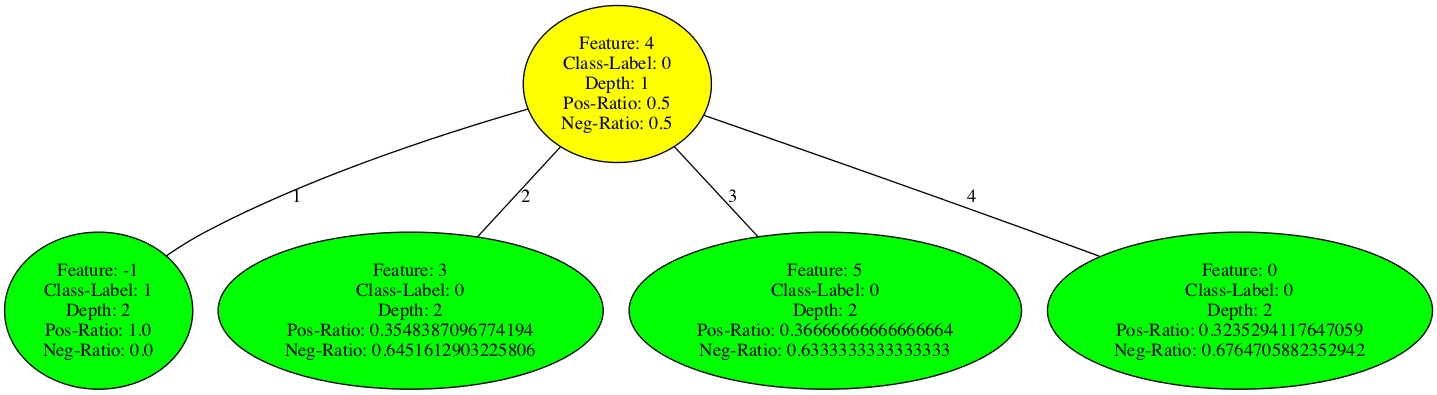 Feature: 4
Class-Label: 0
Depth: 1
Pos-Ratio: 0.5
Neg-Ratio: 0.5
1
2
3
4
Feature: -1
Class-Label: 1
Depth: 2
Pos-Ratio: 1.0
Neg-Ratio: 0.0
Feature: 3
Class-Label: 0
Depth: 2
Pos-Ratio: 0.3548387096774194
Neg-Ratio: 0.6451612903225806
Feature: 5
Class-Label: 0
Depth: 2
Pos-Ratio: 0.36666666666666664
Neg-Ratio: 0.6333333333333333
Feature: 0
Class-Label: 0
Depth: 2
Pos-Ratio: 0.3235294117647059
Neg-Ratio: 0.6764705882352942